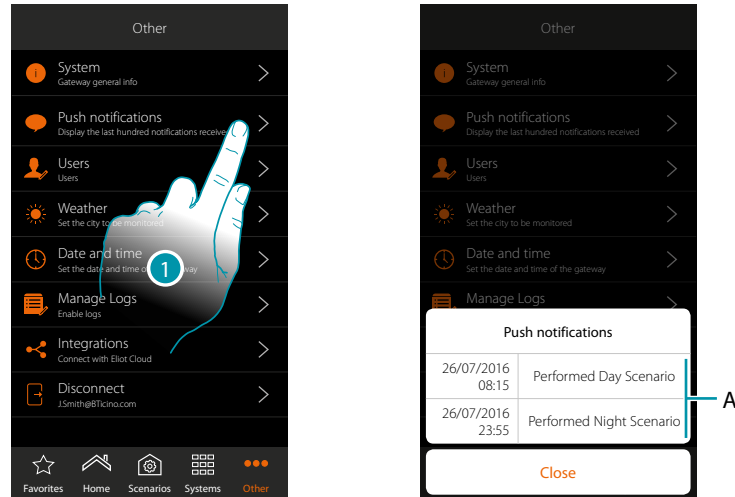 Other
System
Gateway general info
Push notifications
Display the last hundred notifications receive
Users
Users
Weather
Set the city to be monitored
Date and time
Set the date and time o way
1
Manage Logs
Enable logs
Integrations
Connect with Eliot Cloud
Disconnect
J.Smith@BTicino.com
Favorites Home Scenarios Systems Other
Other
System
Gateway general info
Push notifications
Display the last hundred notifications received
Users
Users
Weather
Set the city to be monitored
Date and time
Set the date and time of the gateway
Manage Logs
Push notifications
26/07/2016
08:15
Performed Day Scenario
26/07/2016
23:55
Performed Night Scenario
A
Close